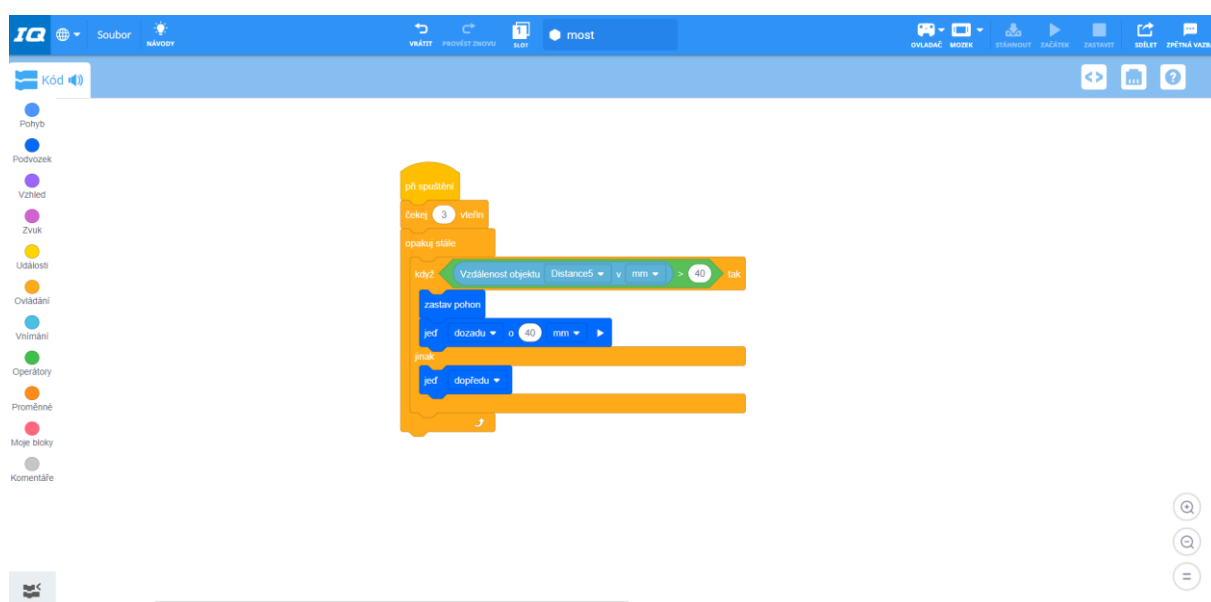 IQ Soubor NÁVODY VRÁTIT PROVÉST ZNOVU 1 SLOT most OVLADAČ MOZEK STÁHNOUT ZAČÁTEK ZASTAVIT SDÍLET ZPĚTNÁ VAZB
Kód
Pohyb
Podvozek
Vzhled
Zvuk
Události
Ovládání
Vnímání
Operátory
Proměnné
Moje bloky
Komentáře
při spuštění
čekej 3 vteřin
opakuj stále
když Vzdálenost objektu Distance5 v mm > 40 tak
zastav pohon
jeď dozadu o 40 mm
jinak
jeď dopředu